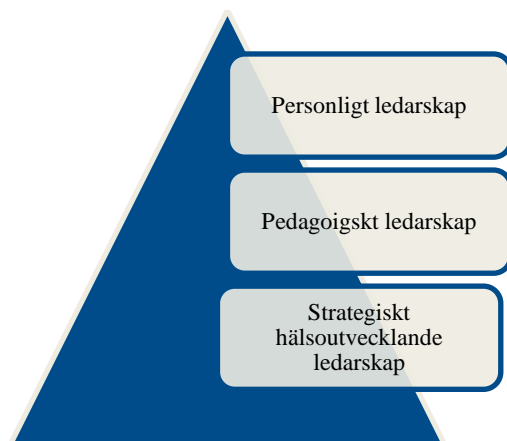 Personligt ledarskap
Pedagoigskt ledarskap
Strategiskt
hälsoutvecklande
ledarskap